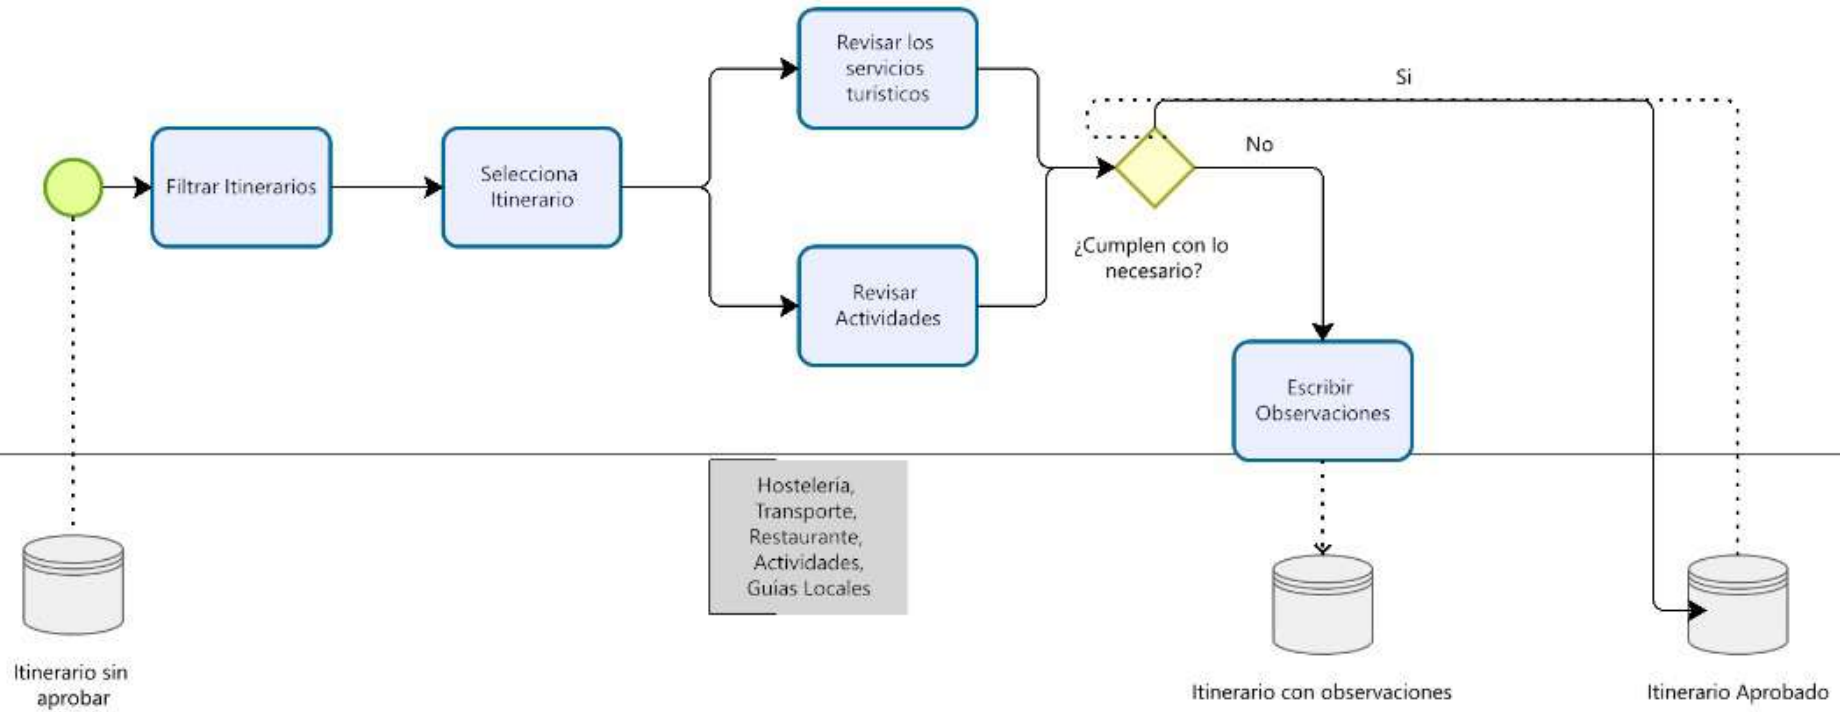 Revisar los
servicios
turísticos
Si
No
Filtrar Itinerarios
Selecciona
Itinerario
¿Cumplen con lo
necesario?
Revisar
Actividades
Escribir
Observaciones
Hostelería,
Transporte,
Restaurante,
Actividades,
Guías Locales
Itinerario sin
aprobar
Itinerario con observaciones
Itinerario Aprobado